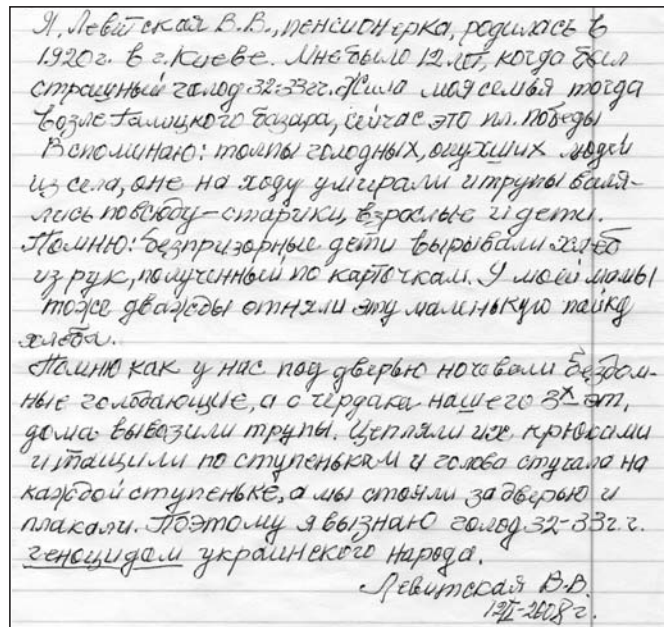 Я, Левитская В.В., пенсионерка, родилась в
1920г. в г. Киеве. Мне было 12 лет, когда был
страшный голод 32-33гг. Жила моя семья тогда
возле Галицкого базара, сейчас это пл. Победы
Вспоминаю: толпы голодных, опухших людей
из села, оне на ходу умирали и трупы валя-
лись повсюду - старики, взрослые и дети.
Помню: безпризорные дети вырывали хлеб
из рук, полученный по карточкам. У моей мамы
тоже дважды отняли эту маленькую пайку
хлеба.
Помню как у нас под дверью ночевали бездом-
ные голодающие, а с чердака нашего 3х эт.
дома вывозили трупы. Цепляли их крюками
и тащили по ступенькам и голова стучала на
каждой ступеньке, а мы стояли за дверью и
плакали. Поэтому я вызнаю голод 32-33г.г.
геноцидом украинского народа.
Левитская В.В.
2008г.